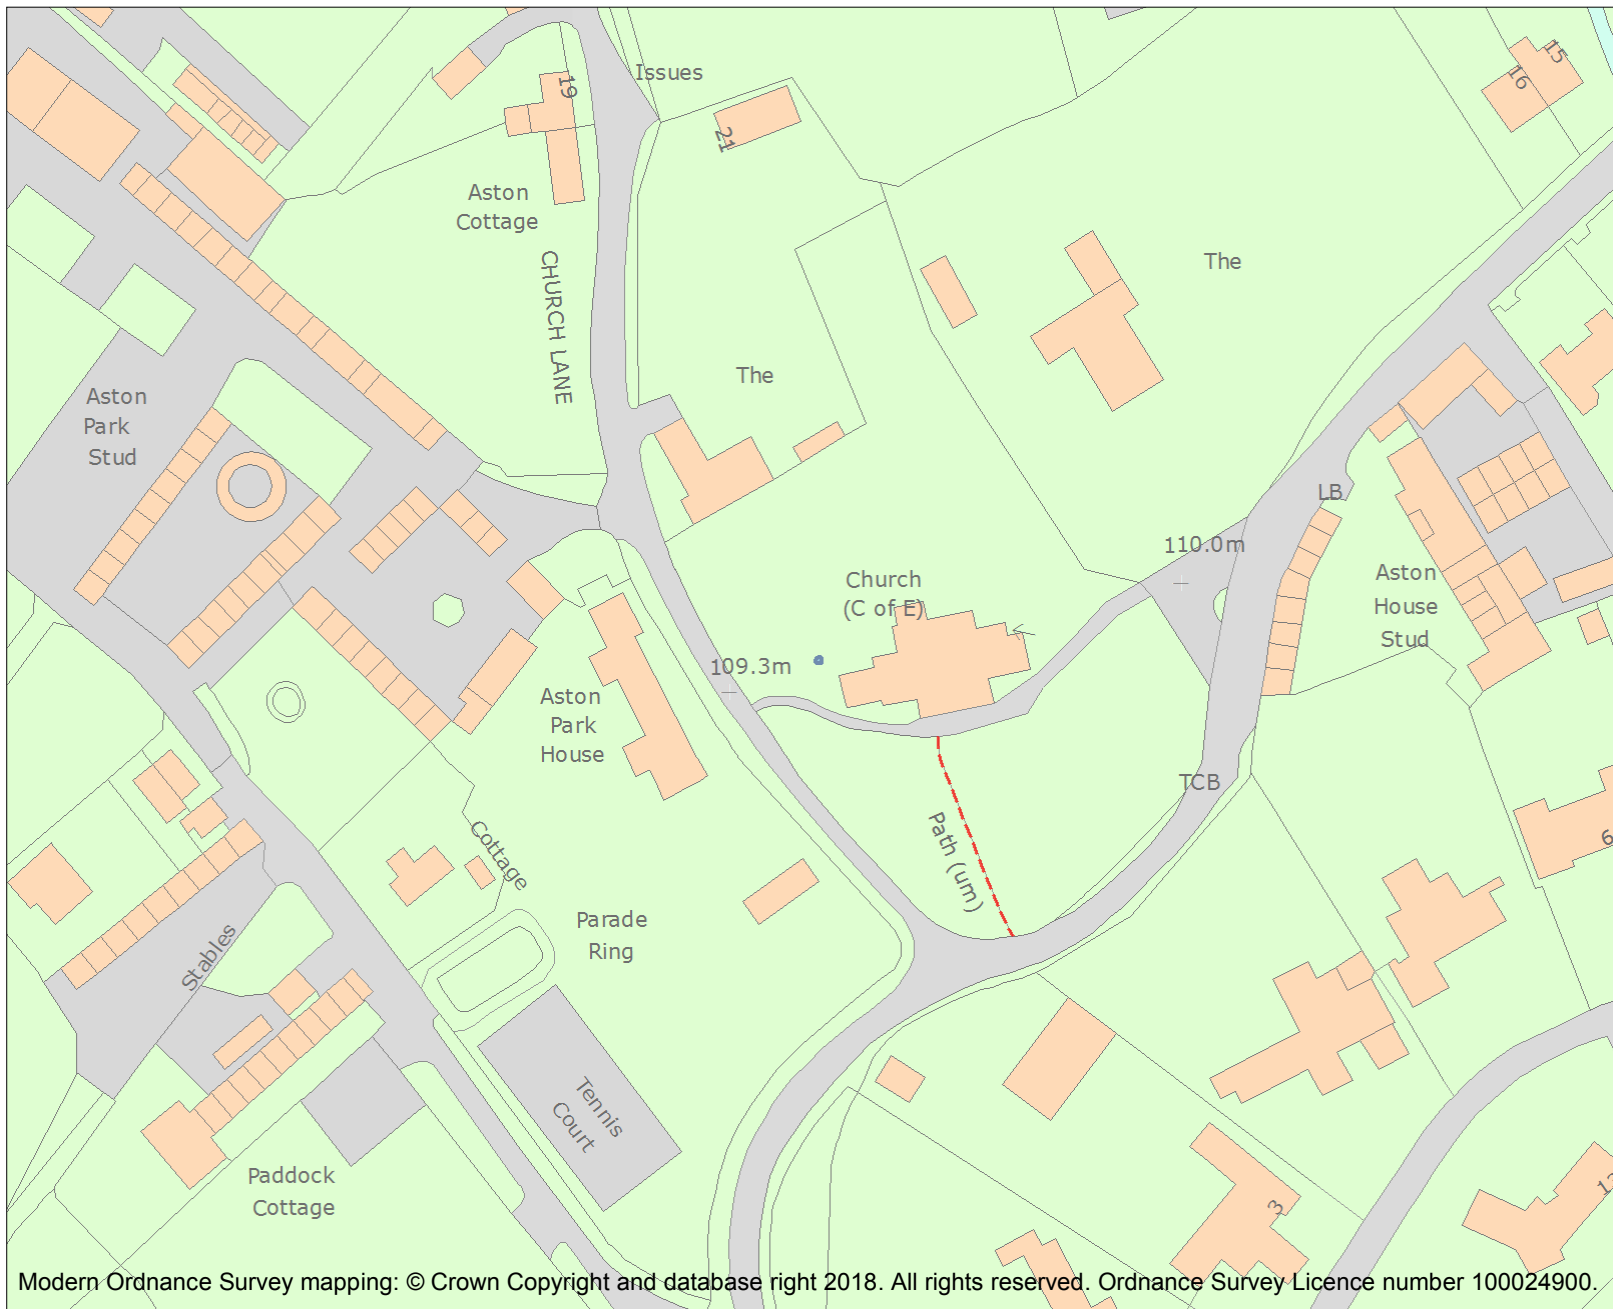 Issues
19
21
15
16
Aston
Cottage
CHURCH LANE
The
The
Aston
Park
Stud
LB
110.0m
Church
(C of E)
Aston
House
Stud
109.3m
Aston
Park
House
TCB
Path (um)
Cottage
6
Parade
Ring
Stables
Tennis
Court
Paddock
Cottage
3
Modern Ordnance Survey mapping: © Crown Copyright and database right 2018. All rights reserved. Ordnance Survey Licence number 100024900.